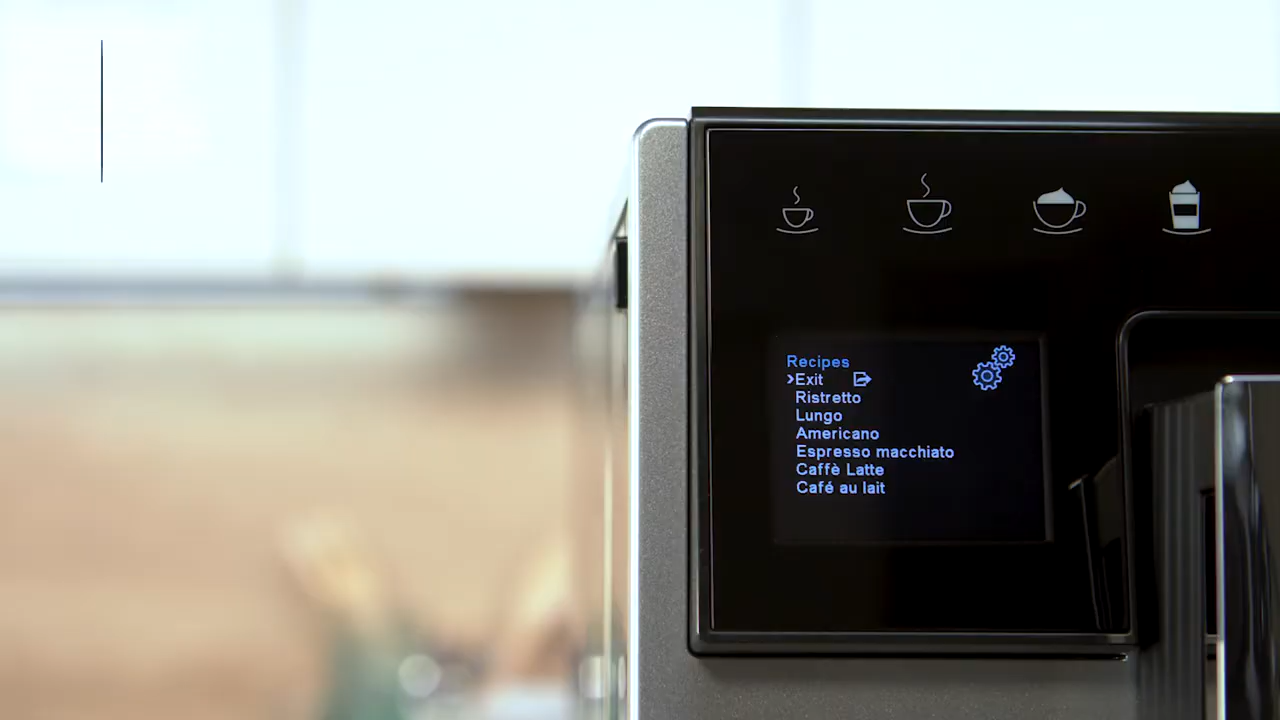 Recipes
>Exit
Ristretto
Lungo
Americano
Espresso macchiato
Caffè Latte
Café au lait